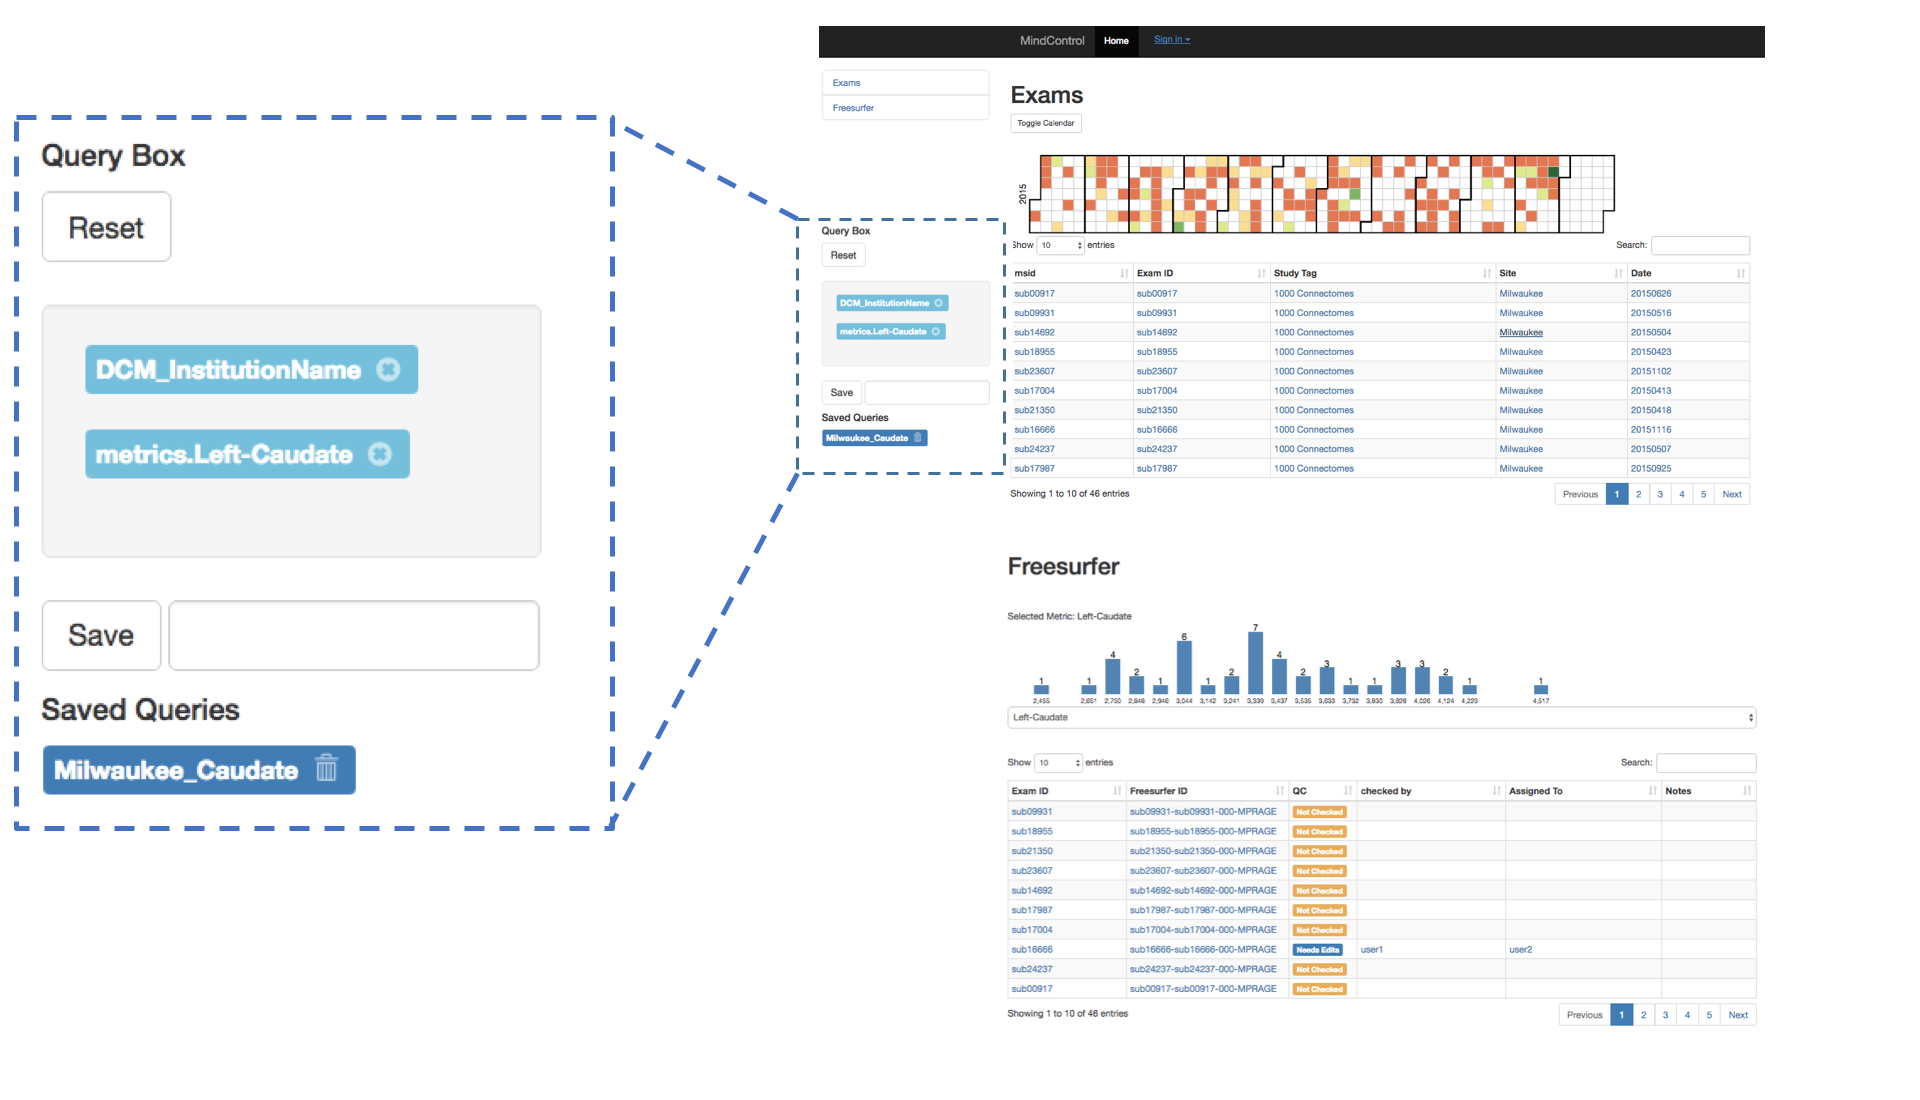 Query Box
Reset
DCM_InstitutionName
metrics.Left-Caudate
Save
Saved Queries
Milwaukee_Caudate
MindControl Home Sign in
Exams
Freesurfer
Query Box
Reset
DCM_InstitutionName
metrics.Left-Caudate
Save
Saved Queries
Milwaukee_Caudate
Exams
Toggle Calendar
2015
Show 10 entries Search:
msid Exam ID Study Tag Site Date
sub00917 sub00917 1000 Connectomes Milwaukee 20150626
sub09931 sub09931 1000 Connectomes Milwaukee 20150516
sub14692 sub14692 1000 Connectomes Milwaukee 20150504
sub18955 sub18955 1000 Connectomes Milwaukee 20150423
sub23607 sub23607 1000 Connectomes Milwaukee 20151102
sub17004 sub17004 1000 Connectomes Milwaukee 20150413
sub21350 sub21350 1000 Connectomes Milwaukee 20150418
sub16666 sub16666 1000 Connectomes Milwaukee 20151116
sub24237 sub24237 1000 Connectomes Milwaukee 20150507
sub17987 sub17987 1000 Connectomes Milwaukee 20150925
Showing 1 to 10 of 46 entries Previous 1 2 3 4 5 Next
Freesurfer
Selected Metric: Left-Caudate
1 1 4 2 1 6 1 2 7 4 2 3 1 1 3 3 2 1 1
2,455 2,651 2,750 2,848 2,946 3,044 3,142 3,241 3,339 3,437 3,535 3,633 3,732 3,830 3,928 4,026 4,124 4,223 4,517
Left-Caudate
Show 10 entries Search:
Exam ID Freesurfer ID QC checked by Assigned To Notes
sub09931 sub09931-sub09931-000-MPRAGE Not Checked
sub18955 sub18955-sub18955-000-MPRAGE Not Checked
sub21350 sub21350-sub21350-000-MPRAGE Not Checked
sub23607 sub23607-sub23607-000-MPRAGE Not Checked
sub14692 sub14692-sub14692-000-MPRAGE Not Checked
sub17987 sub17987-sub17987-000-MPRAGE Not Checked
sub17004 sub17004-sub17004-000-MPRAGE Not Checked
sub16666 sub16666-sub16666-000-MPRAGE Needs Edits user1 user2
sub24237 sub24237-sub24237-000-MPRAGE Not Checked
sub00917 sub00917-sub00917-000-MPRAGE Not Checked
Showing 1 to 10 of 46 entries Previous 1 2 3 4 5 Next